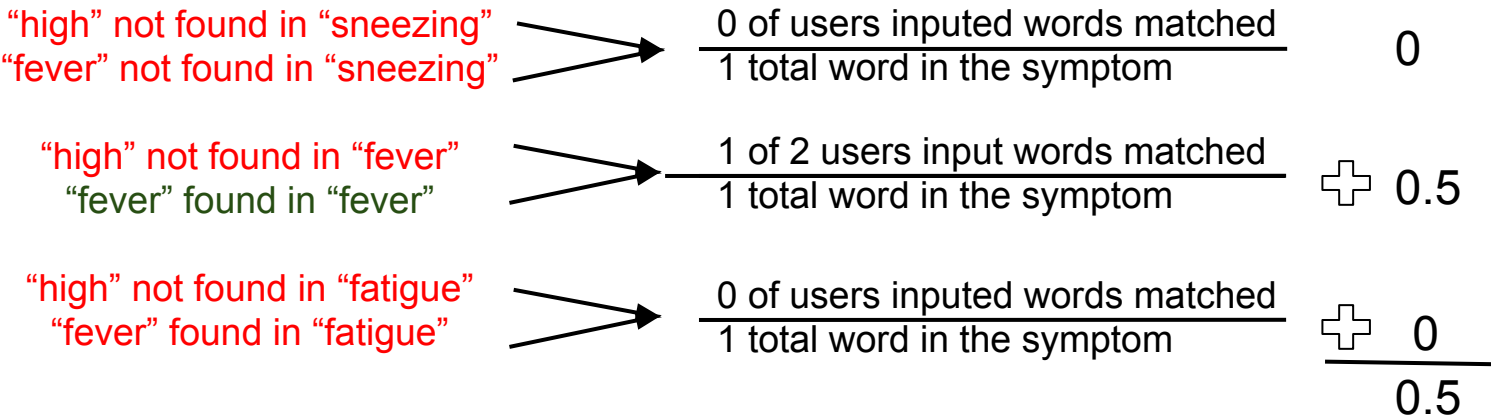 “high” not found in “sneezing”
“fever” not found in “sneezing”
0 of users inputed words matched
1 total word in the symptom
0
“high” not found in “fever”
“fever” found in “fever”
1 of 2 users input words matched
1 total word in the symptom
0.5
“high” not found in “fatigue”
“fever” found in “fatigue”
0 of users inputed words matched
1 total word in the symptom
0
0.5